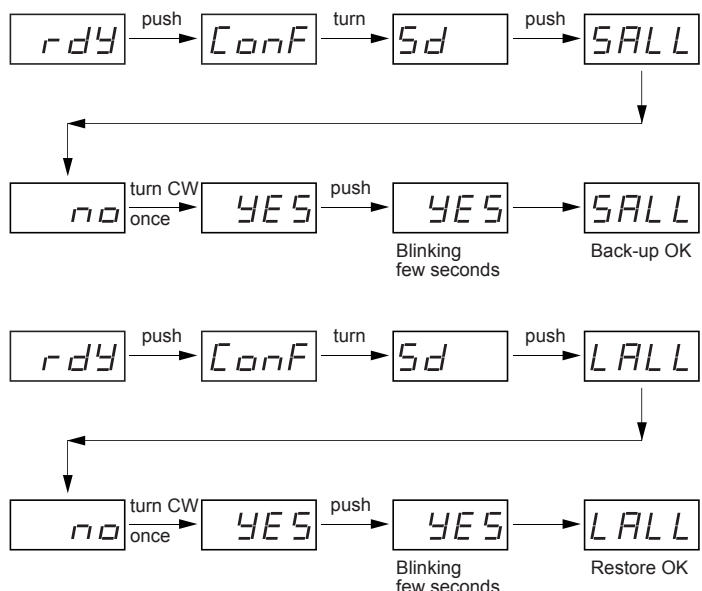 push turn push
rdY ConF Sd SALL
turn CW push
no once YES YES SALL
Blinking Back-up OK
few seconds
push turn push
rdY ConF Sd LALL
turn CW push
no once YES YES LALL
Blinking Restore OK
few seconds